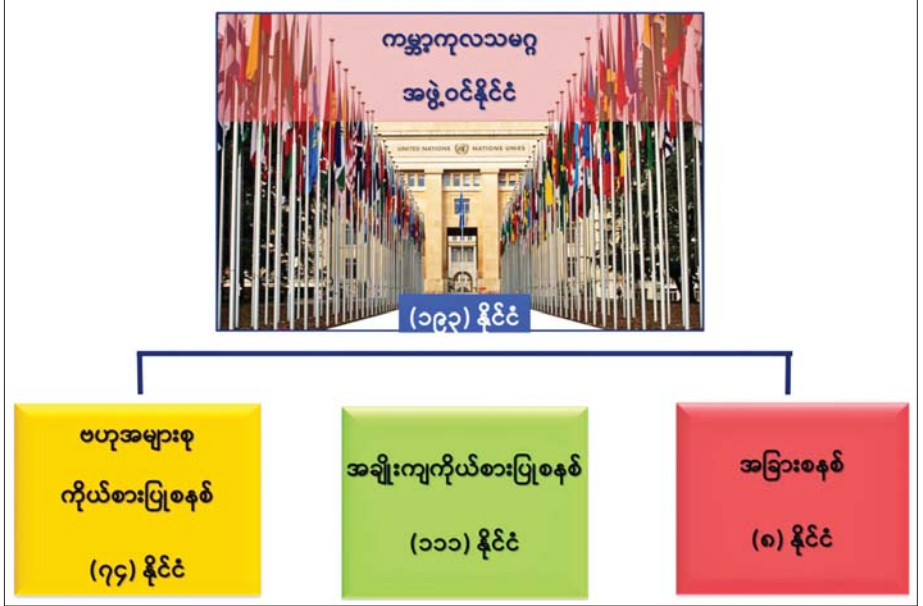 ကမ္ဘာ့ကုလသမဂ္ဂ
အဖွဲ့ဝင်နိုင်ငံ
UNITED NATIONS NATIONS UNIES
(၁၉၃) နိုင်ငံ
ဗဟုအများစု
ကိုယ်စားပြုစနစ်
(၇၄) နိုင်ငံ
အချိုးကျကိုယ်စားပြုစနစ်
(၁၁၁) နိုင်ငံ
အခြားစနစ်
(၈) နိုင်ငံ